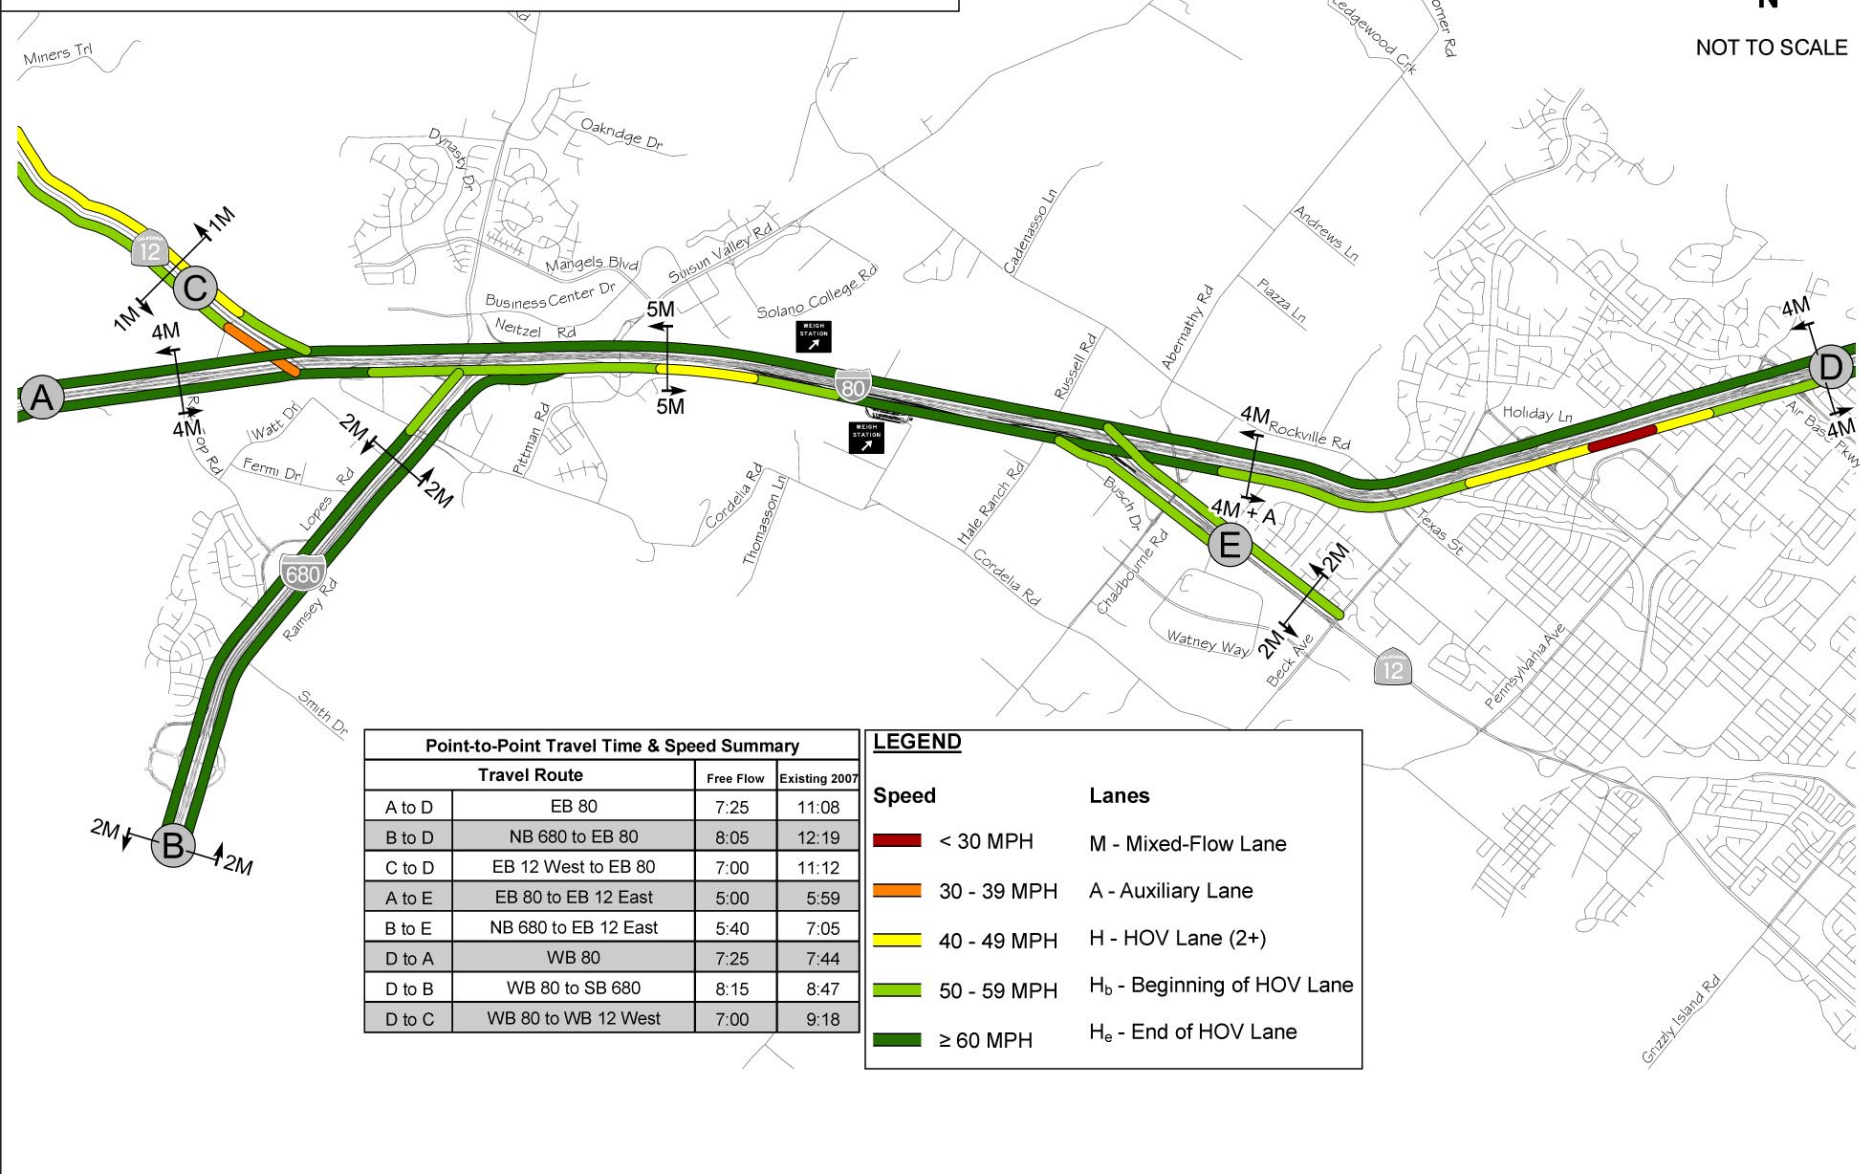 N
NOT TO SCALE
Miners Trl
Rd
Ledgewood Crk
orner Rd
Oakridge Dr
Dynasty Dr
Mangels Blvd
Suisun Valley Rd
Business Center Dr
Neitzel Rd
Solano College Rd
Cadenasso Ln
Andrews Ln
Piazza Ln
Abernathy Rd
Russell Rd
CALIFORNIA
12
1M
C
1M
4M
A
4M
5M
5M
WEIGH
STATION
80
WEIGH
STATION
4M
Rockville Rd
Holiday Ln
4M
D
4M
Air Base Pkwy
Watt Dr
Fermi Dr
Lopes Rd
2M
2M
Pittman Rd
Cordelia Rd
Thomasson Ln
Hale Ranch Rd
Cordelia Rd
Busch Dr
Chadbourne Rd
4M + A
E
2M
2M
Texas St
Watney Way
Beck Ave
12
Pennsylvania Ave
680
Ramsey Rd
Smith Dr
2M
B
2M
Grizzly Island Rd
Point-to-Point Travel Time & Speed Summary
Travel Route Free Flow Existing 2007
A to D EB 80 7:25 11:08
B to D NB 680 to EB 80 8:05 12:19
C to D EB 12 West to EB 80 7:00 11:12
A to E EB 80 to EB 12 East 5:00 5:59
B to E NB 680 to EB 12 East 5:40 7:05
D to A WB 80 7:25 7:44
D to B WB 80 to SB 680 8:15 8:47
D to C WB 80 to WB 12 West 7:00 9:18
LEGEND
Speed Lanes
< 30 MPH M - Mixed-Flow Lane
30 - 39 MPH A - Auxiliary Lane
40 - 49 MPH H - HOV Lane (2+)
50 - 59 MPH Hb - Beginning of HOV Lane
≥ 60 MPH He - End of HOV Lane